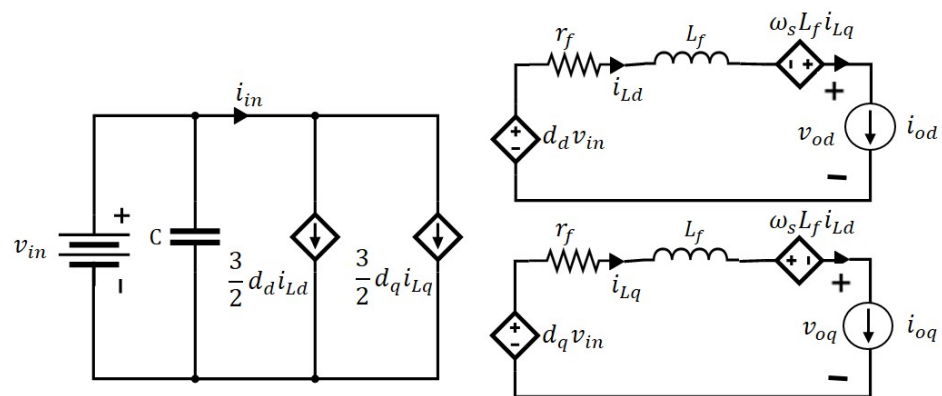 i_in
v_in
+
C
3/2 d_d i_Ld
3/2 d_q i_Lq
r_f
L_f
ω_s L_f i_Lq
i_Ld
- +
+
+
-
d_d v_in
v_od
i_od
r_f
L_f
ω_s L_f i_Ld
i_Lq
+ -
+
+
-
d_q v_in
v_oq
i_oq